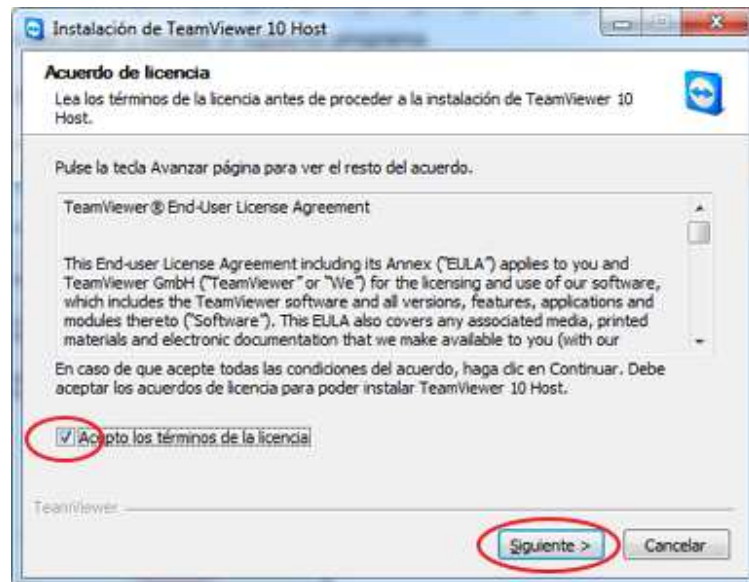 Instalación de TeamViewer 10 Host
Acuerdo de licencia
Lea los términos de la licencia antes de proceder a la instalación de TeamViewer 10
Host.
Pulse la tecla Avanzar página para ver el resto del acuerdo.
TeamViewer® End-User License Agreement
This End-user License Agreement including its Annex ("EULA") applies to you and
TeamViewer GmbH ("TeamViewer" or "We") for the licensing and use of our software,
which includes the TeamViewer software and all versions, features, applications and
modules thereto ("Software"). This EULA also covers any associated media, printed
materials and electronic documentation that we make available to you (with our
En caso de que acepte todas las condiciones del acuerdo, haga clic en Continuar. Debe
aceptar los acuerdos de licencia para poder instalar TeamViewer 10 Host.
Acepto los términos de la licencia
TeamViewer
Siguiente > Cancelar